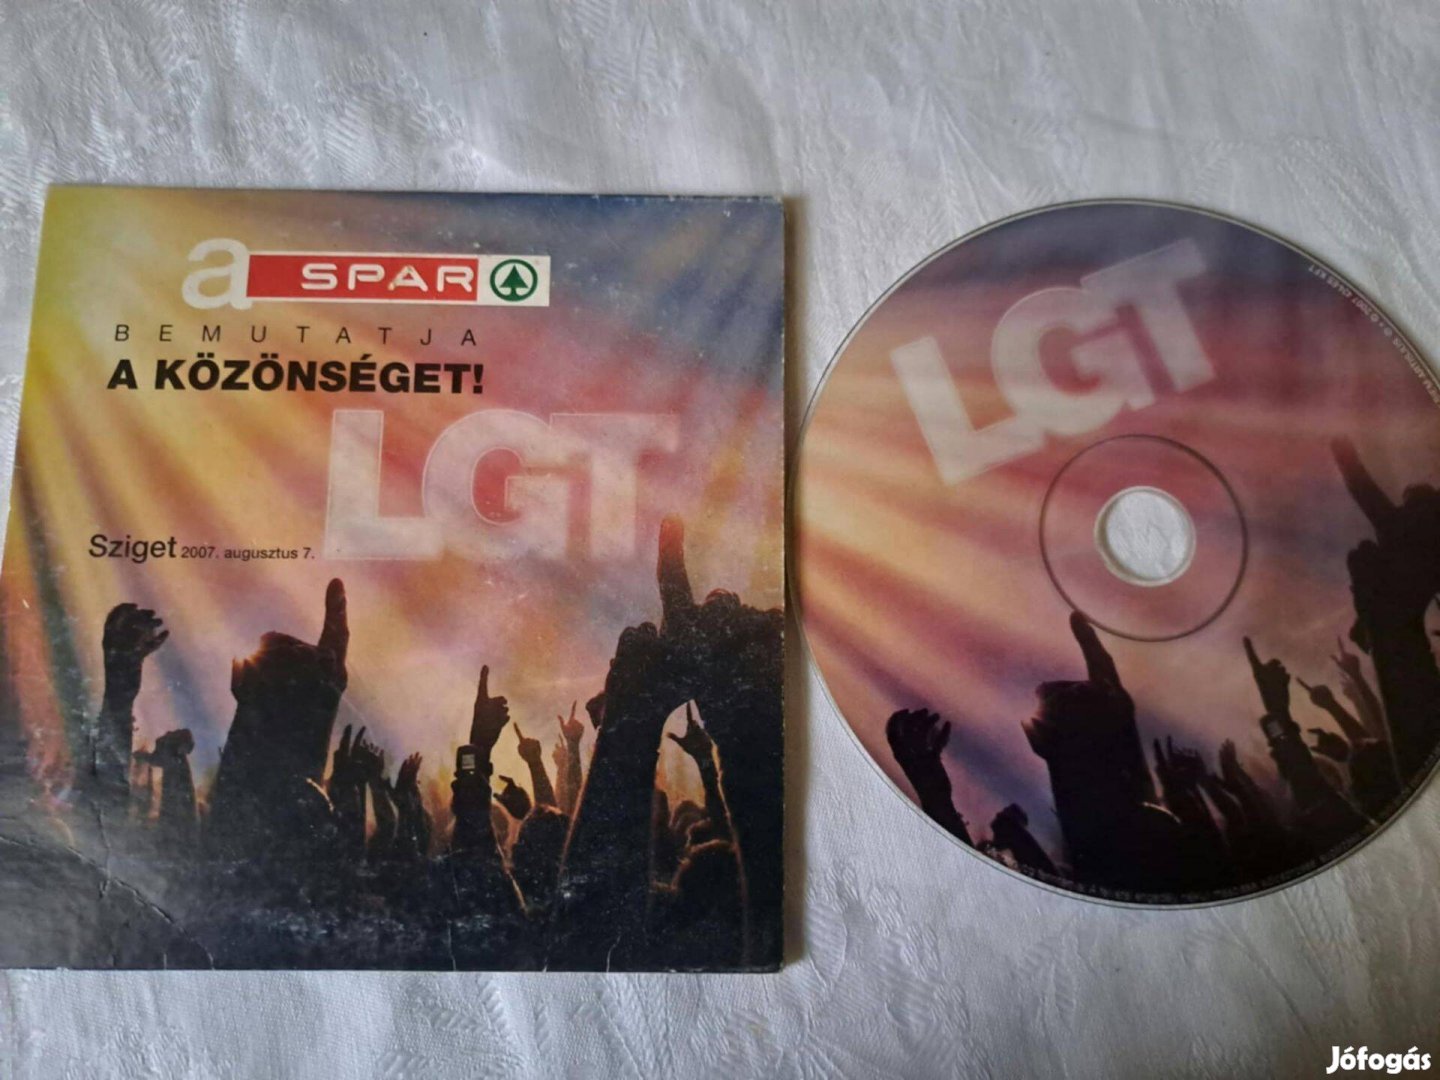 a SPAR
BEMUTATJA
A KÖZÖNSÉGET!
LGT
Sziget 2007. augusztus 7.
LGT
Jófogás